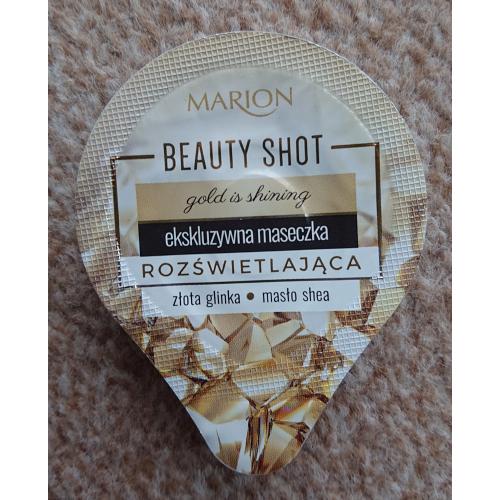 MARION
BEAUTY SHOT
gold is shining
ekskluzywna maseczka
ROZŚWIETLAJĄCA
złota glinka • masło shea